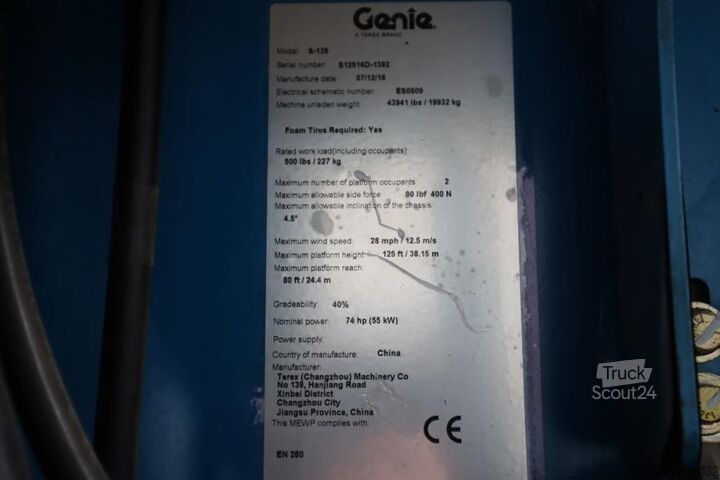 Genie
A TEREX BRAND
Model: S-125
Serial number: S12516D-1392
Manufacture date: 07/12/16
Electrical schematic number: ES0509
Machine unladen weight: 43941 lbs / 19932 kg
Foam Tires Required: Yes
Rated work load(including occupants):
500 lbs / 227 kg
Maximum number of platform occupants: 2
Maximum allowable side force 90 lbf 400 N
Maximum allowable inclination of the chassis:
4.5°
Maximum wind speed: 28 mph / 12.5 m/s
Maximum platform height 125 ft / 38.15 m
Maximum platform reach:
80 ft / 24.4 m
Gradeability: 40%
Nominal power: 74 hp (55 kW)
Power supply:
Country of manufacture: China
Manufacturer:
Terex (Changzhou) Machinery Co
No 139, Hanjiang Road
Xinbei District
Changzhou City
Jiangsu Province, China
This MEWP complies with:
CE
EN 280
Truck
Scout24